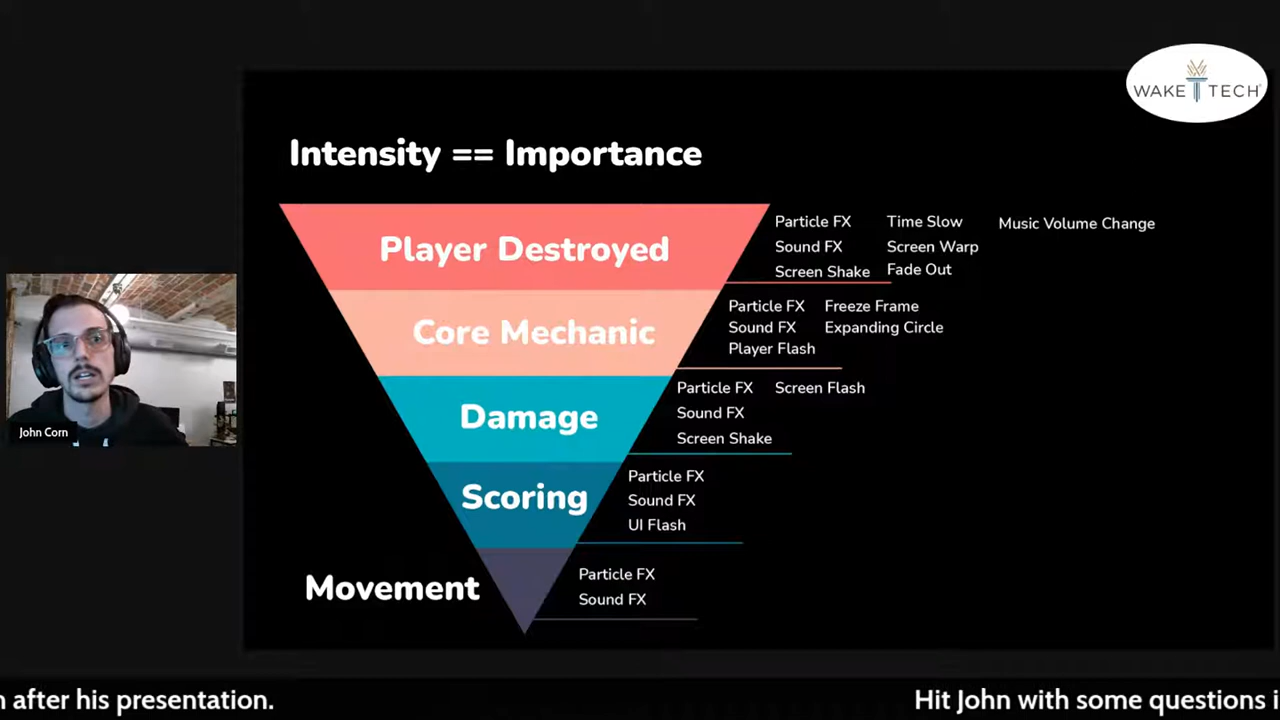 WAKE TECH
Intensity == Importance
Player Destroyed
Particle FX
Sound FX
Screen Shake
Time Slow
Screen Warp
Fade Out
Music Volume Change
Core Mechanic
Particle FX
Sound FX
Player Flash
Freeze Frame
Expanding Circle
Damage
Particle FX
Sound FX
Screen Shake
Screen Flash
Scoring
Particle FX
Sound FX
UI Flash
Movement
Particle FX
Sound FX
John Corn
n after his presentation.
Hit John with some questions i